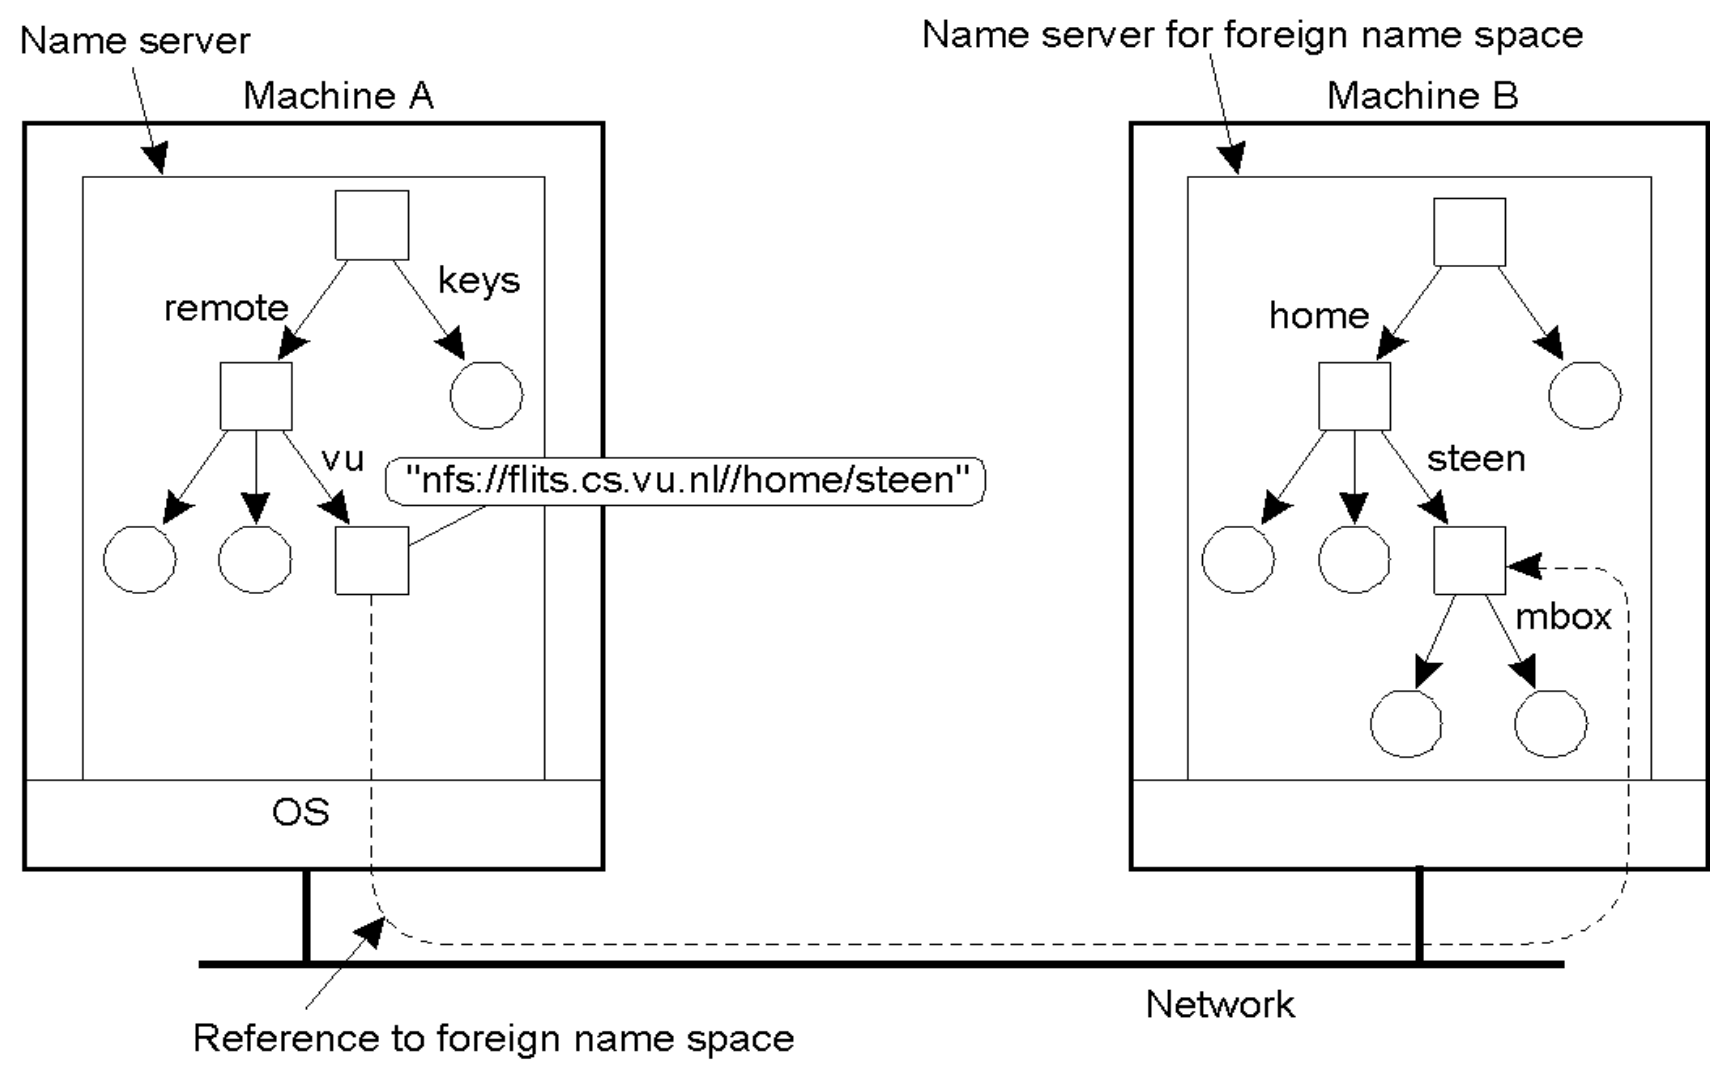 Name server
Name server for foreign name space
Machine A
Machine B
keys
remote
home
vu
steen
"nfs://flits.cs.vu.nl//home/steen"
mbox
OS
Network
Reference to foreign name space